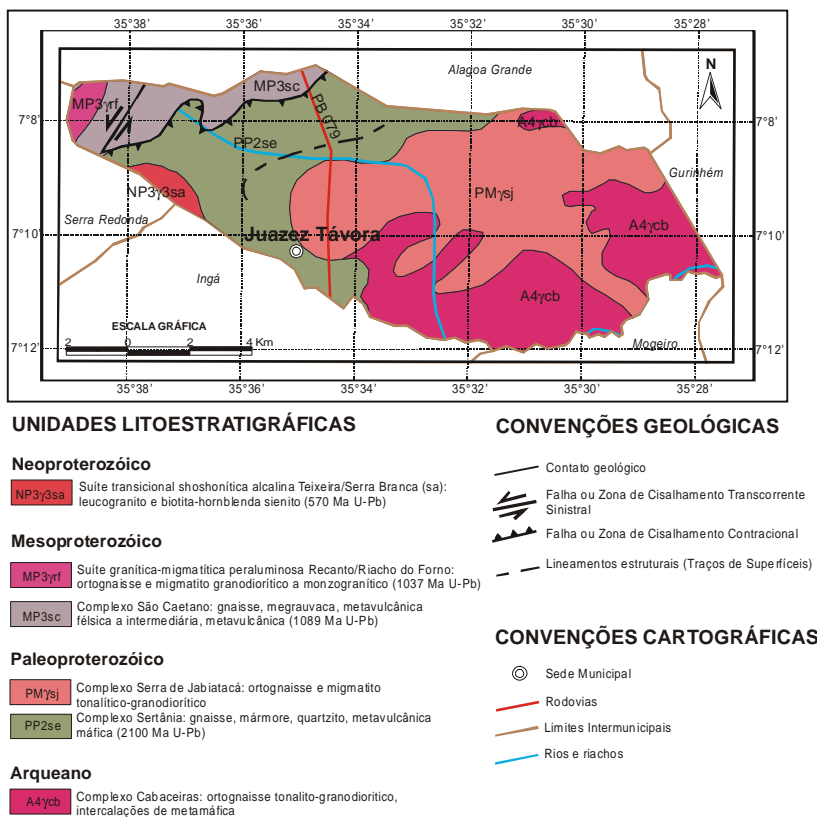 35°38' 35°36' 35°34' 35°32' 35°30' 35°28'
Alagoa Grande
N
MP3γrf
MP3sc
PB 079
7°8' 7°8'
A4γcb
PP2se
Gurinhém
NP3γ3sa
PMγsj
Serra Redonda
A4γcb
Juazez Távora
7°10' 7°10'
Ingá
A4γcb
ESCALA GRÁFICA
Mogeiro
2 0 2 4 Km
7°12' 7°12'
35°38' 35°36' 35°34' 35°32' 35°30' 35°28'
UNIDADES LITOESTRATIGRÁFICAS
Neoproterozóico
NP3γ3sa
Suíte transicional shoshonítica alcalina Teixeira/Serra Branca (sa):
leucogranito e biotita-hornblenda sienito (570 Ma U-Pb)
Mesoproterozóico
MP3γrf
Suíte granítica-migmatítica peraluminosa Recanto/Riacho do Forno:
ortognaisse e migmatito granodiorítico a monzogranítico (1037 Ma U-Pb)
MP3sc
Complexo São Caetano: gnaisse, megrauvaca, metavulcânica
félsica a intermediária, metavulcânica (1089 Ma U-Pb)
Paleoproterozóico
PMγsj
Complexo Serra de Jabiatacá: ortognaisse e migmatito
tonalítico-granodiorítico
PP2se
Complexo Sertânia: gnaisse, mármore, quartzito, metavulcânica
máfica (2100 Ma U-Pb)
Arqueano
A4γcb
Complexo Cabaceiras: ortognaisse tonalito-granodioritico,
intercalações de metamáfica
CONVENÇÕES GEOLÓGICAS
Contato geológico
Falha ou Zona de Cisalhamento Transcorrente
Sinistral
Falha ou Zona de Cisalhamento Contracional
Lineamentos estruturais (Traços de Superfíceis)
CONVENÇÕES CARTOGRÁFICAS
Sede Municipal
Rodovias
Limites Intermunicipais
Rios e riachos